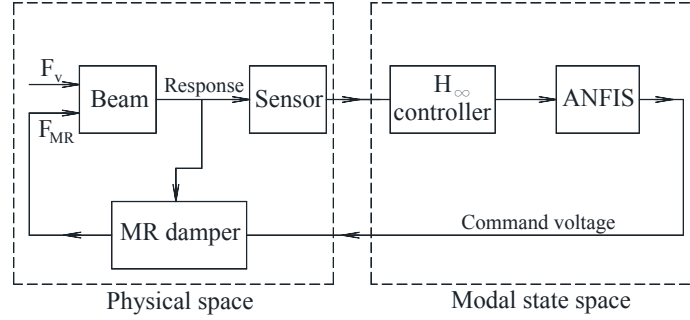 F_v
Beam
Response
Sensor
H_∞
controller
ANFIS
F_MR
MR damper
Command voltage
Physical space
Modal state space